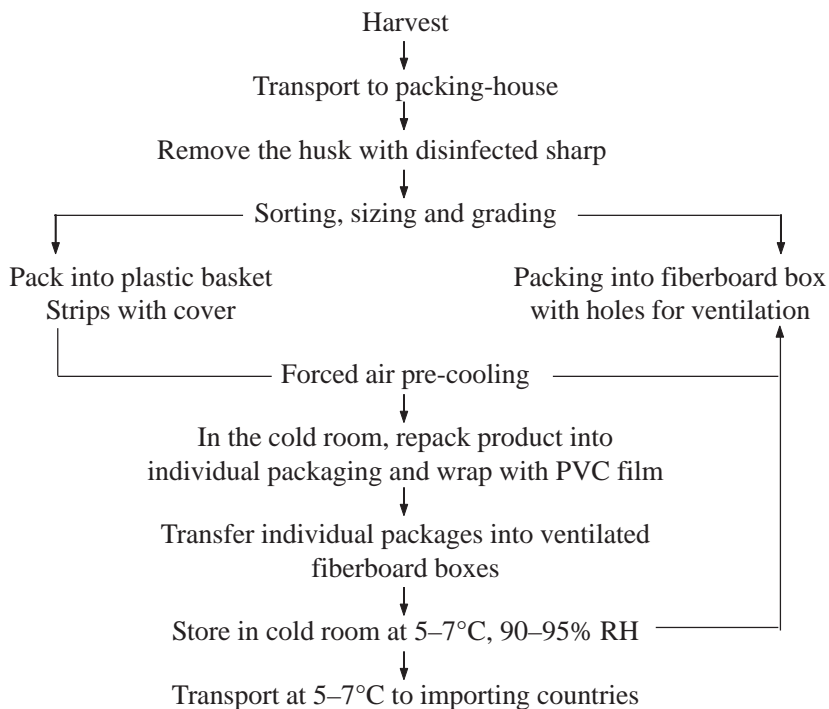 Harvest
Transport to packing-house
Remove the husk with disinfected sharp
Sorting, sizing and grading
Pack into plastic basket
Strips with cover
Packing into fiberboard box
with holes for ventilation
Forced air pre-cooling
In the cold room, repack product into
individual packaging and wrap with PVC film
Transfer individual packages into ventilated
fiberboard boxes
Store in cold room at 5–7°C, 90–95% RH
Transport at 5–7°C to importing countries